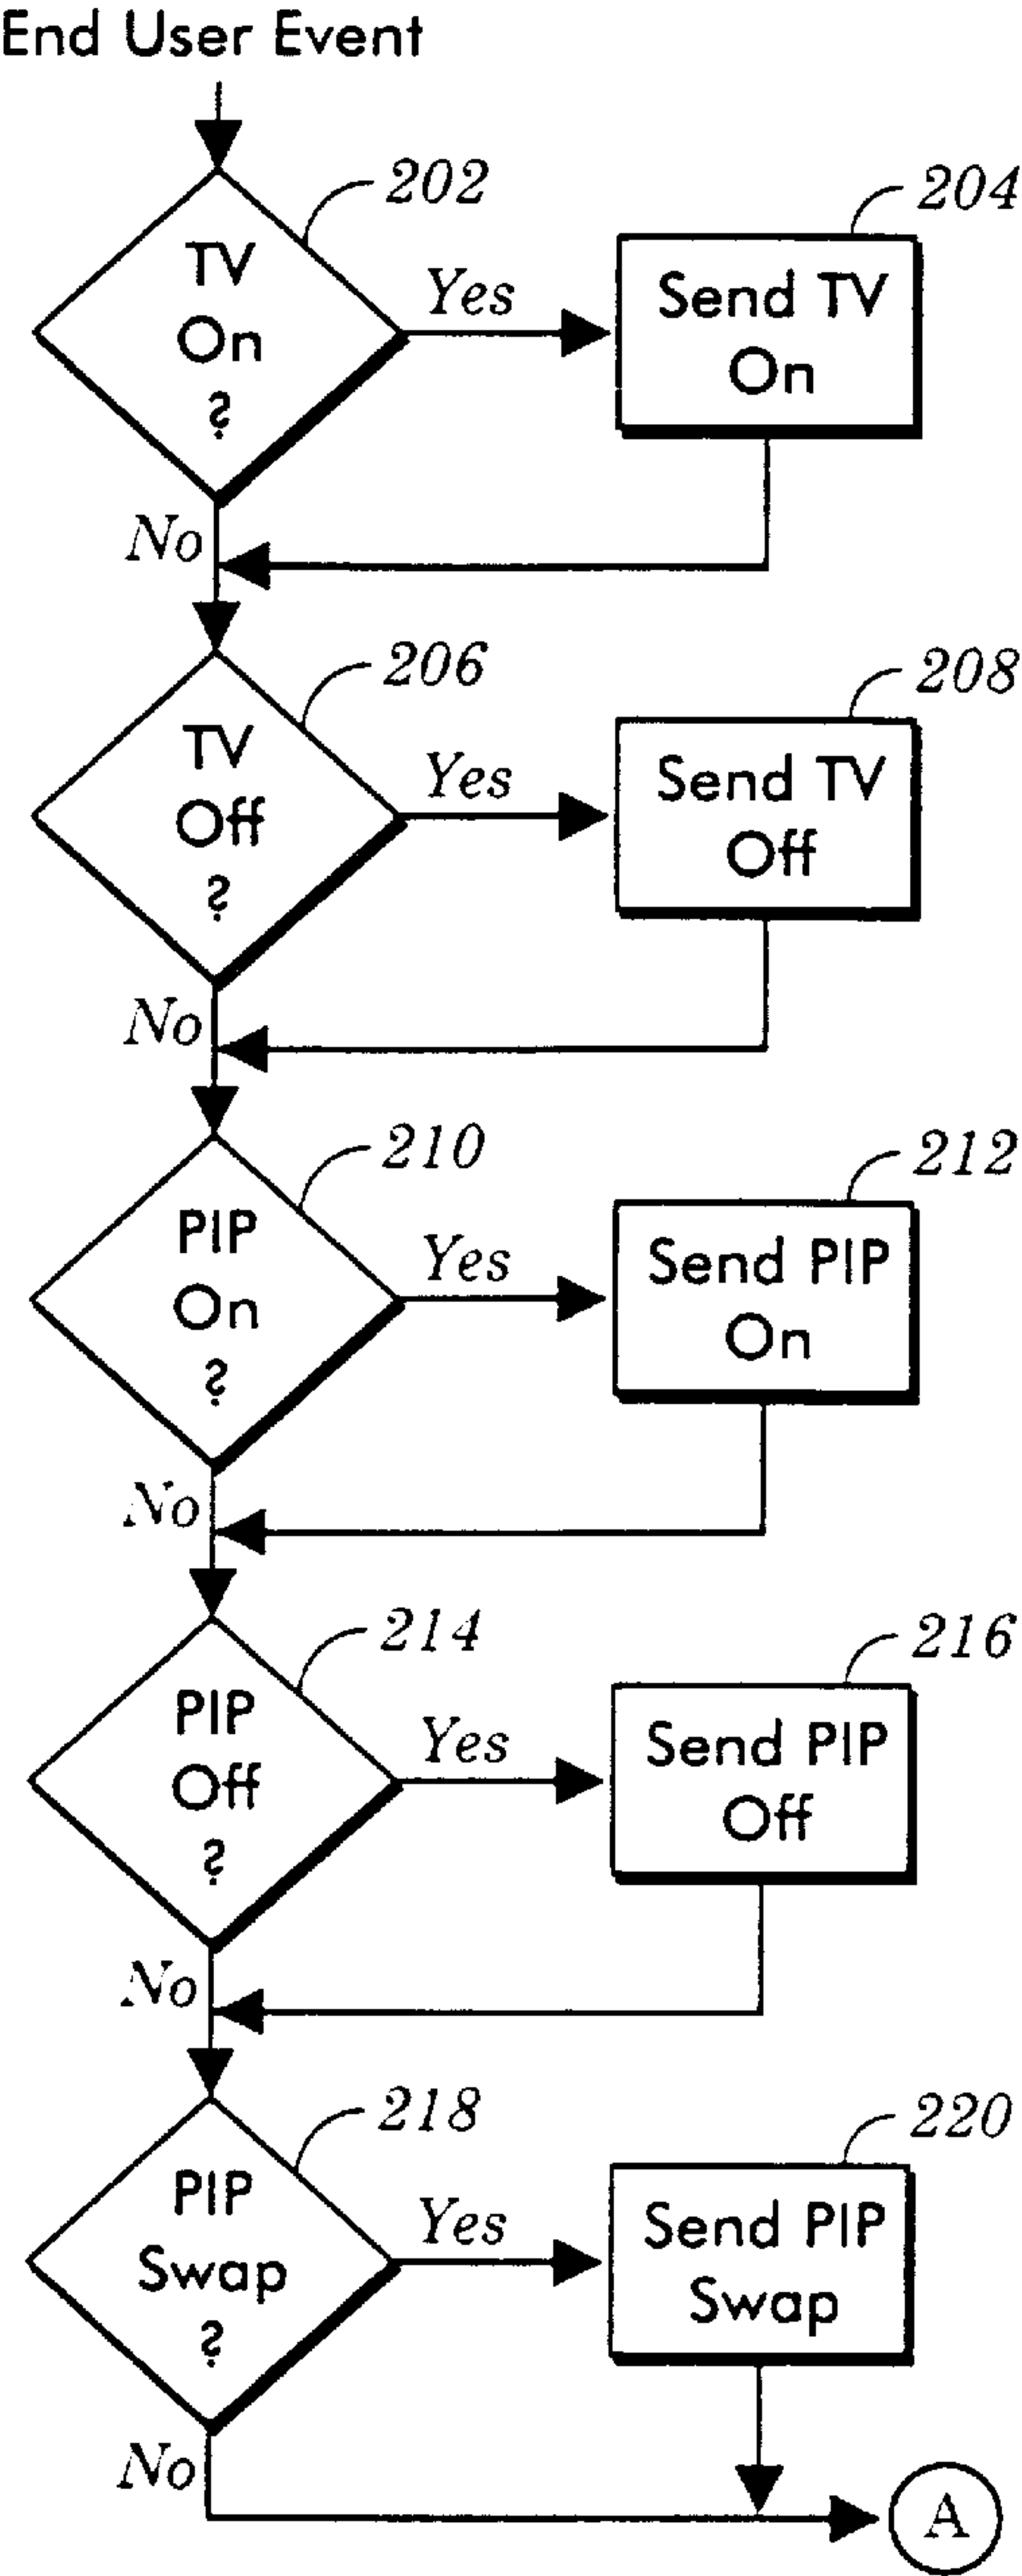 End User Event
202
204
TV
On
?
Yes
Send TV
On
No
206
208
TV
Off
?
Yes
Send TV
Off
No
210
212
PIP
On
?
Yes
Send PIP
On
No
214
216
PIP
Off
?
Yes
Send PIP
Off
No
218
220
PIP
Swap
?
Yes
Send PIP
Swap
No
A